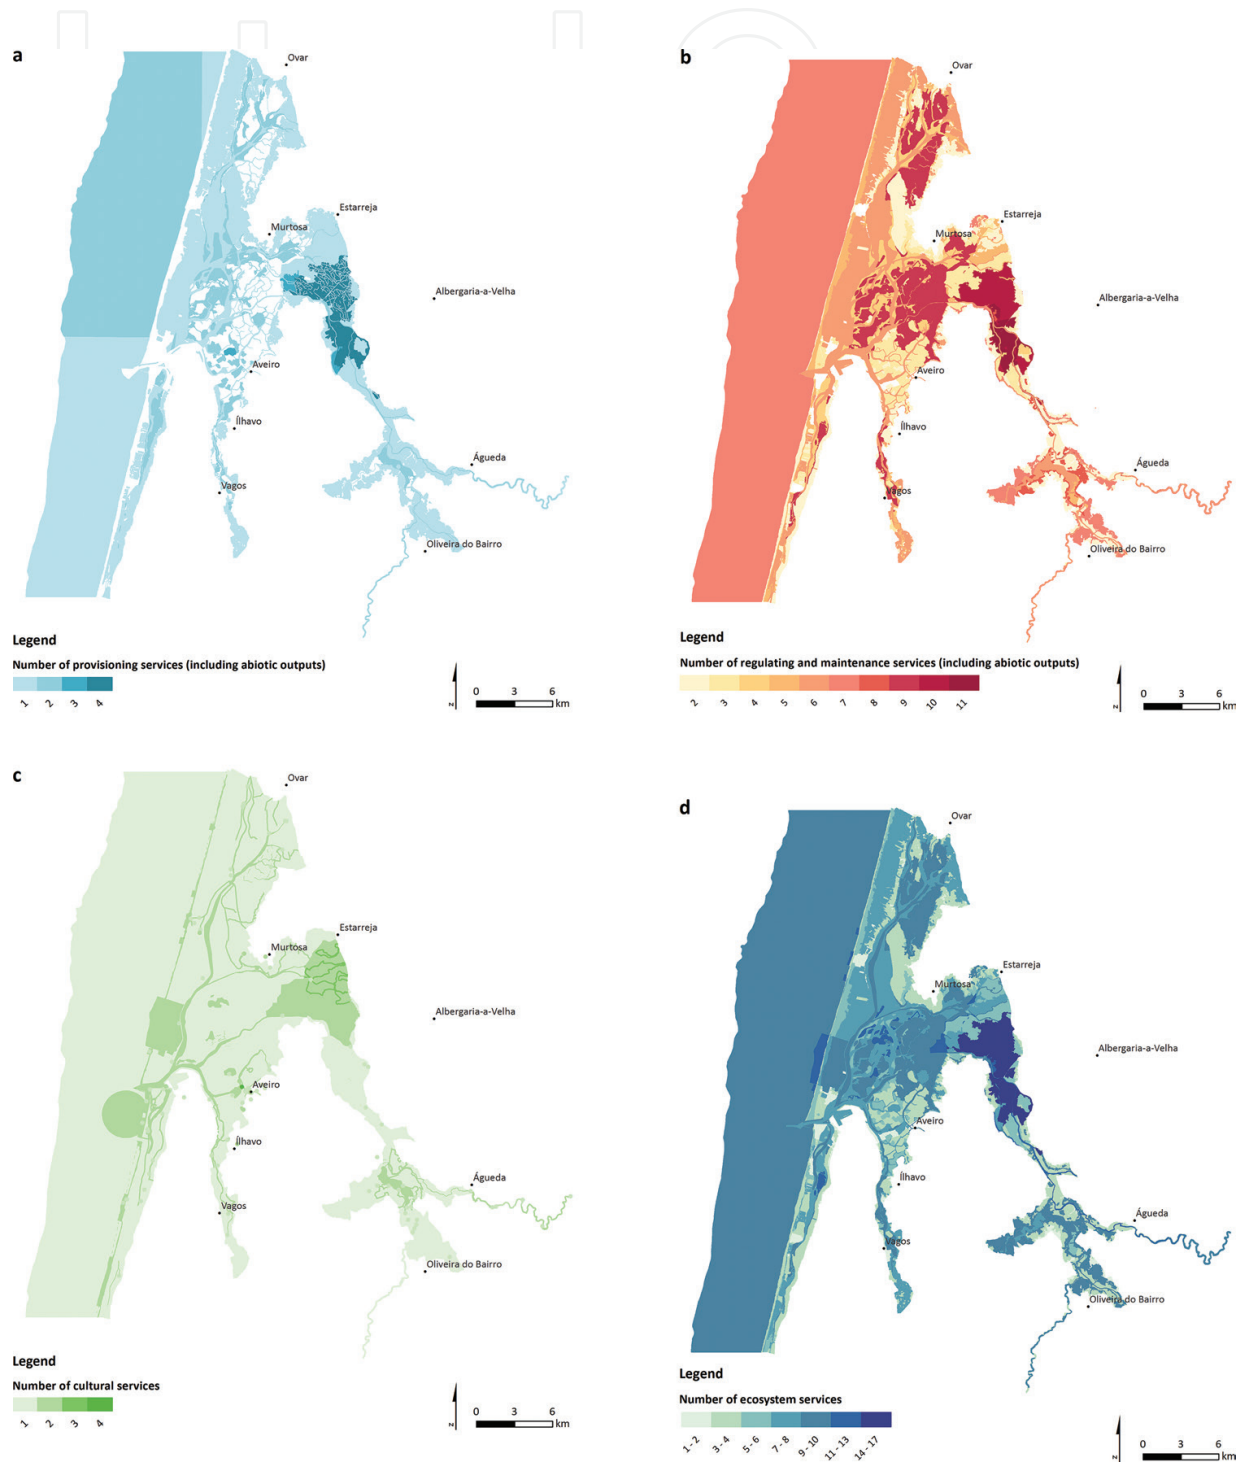 a
Ovar
Estarreja
Murtosa
Albergaria-a-Velha
Aveiro
Ílhavo
Águeda
Vagos
Oliveira do Bairro
Legend
Number of provisioning services (including abiotic outputs)
1 2 3 4
N
0 3 6
km
b
Ovar
Estarreja
Murtosa
Albergaria-a-Velha
Aveiro
Ílhavo
Águeda
Vagos
Oliveira do Bairro
Legend
Number of regulating and maintenance services (including abiotic outputs)
2 3 4 5 6 7 8 9 10 11
N
0 3 6
km
c
Ovar
Estarreja
Murtosa
Albergaria-a-Velha
Aveiro
Ílhavo
Águeda
Vagos
Oliveira do Bairro
Legend
Number of cultural services
1 2 3 4
N
0 3 6
km
d
Ovar
Estarreja
Murtosa
Albergaria-a-Velha
Aveiro
Ílhavo
Águeda
Vagos
Oliveira do Bairro
Legend
Number of ecosystem services
1 - 2 3 - 4 5 - 6 7 - 8 9 - 10 11 - 13 14 - 17
N
0 3 6
km